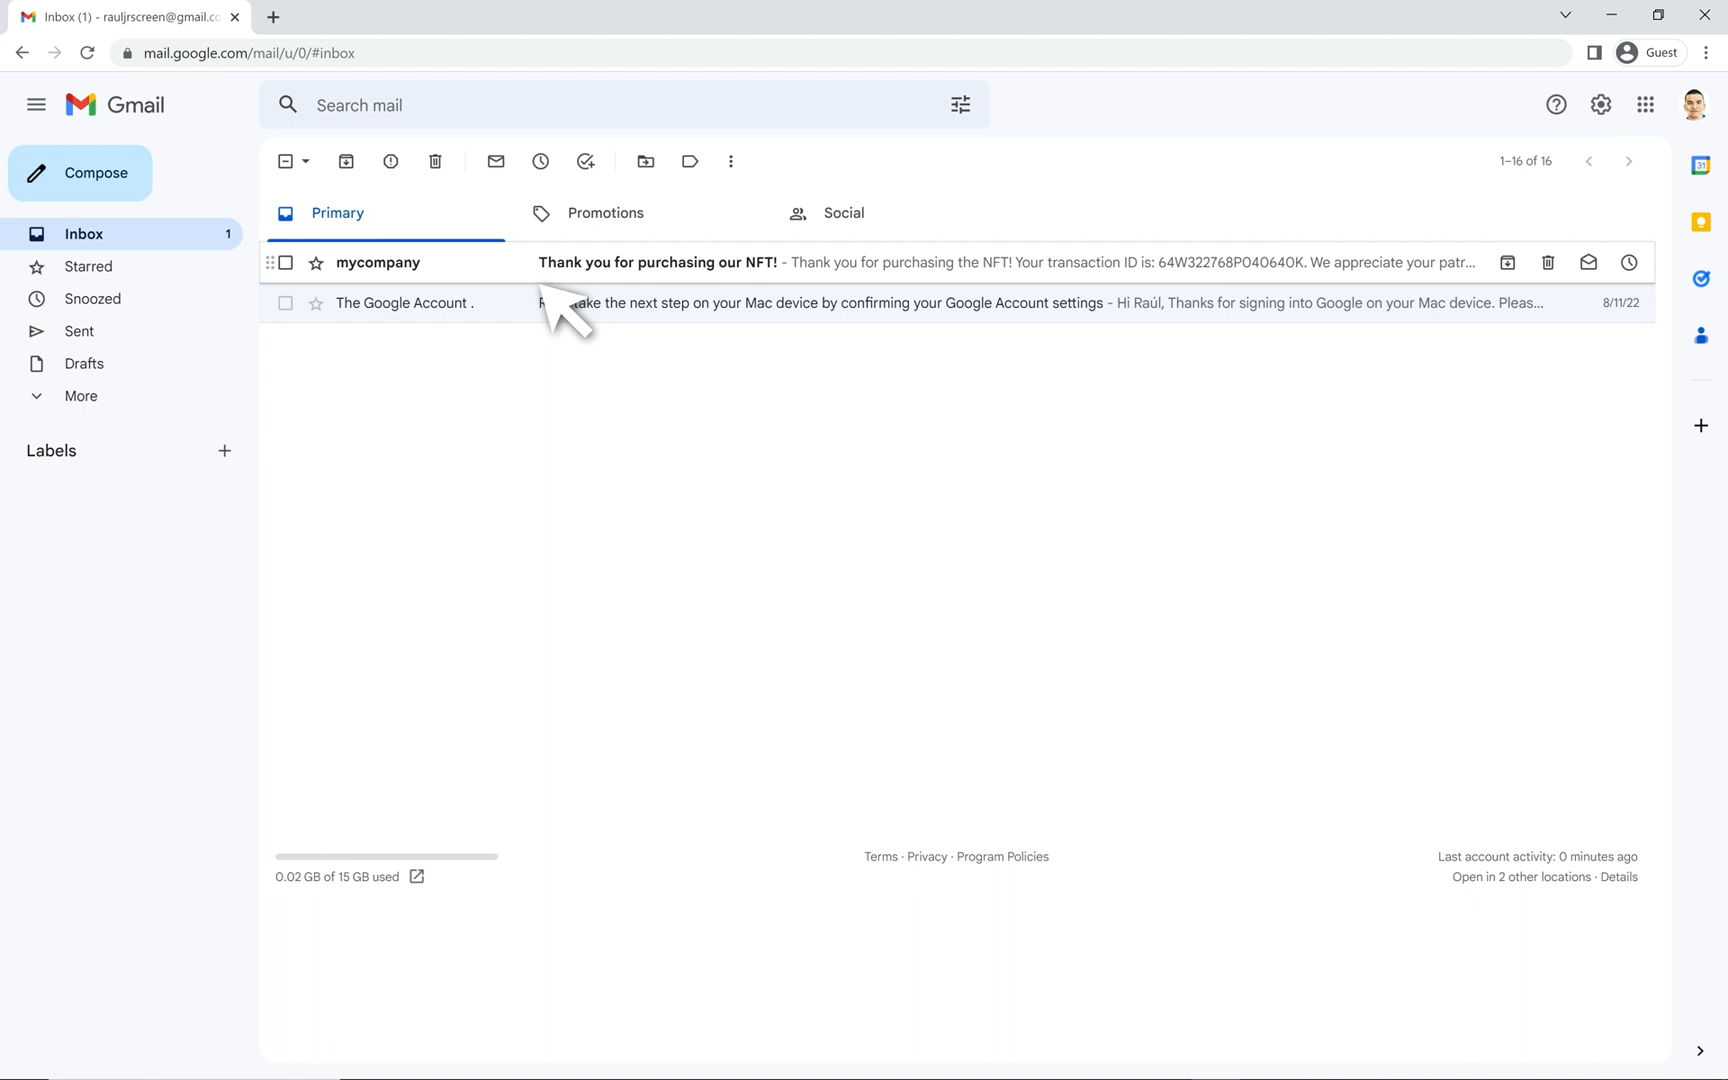 Inbox (1) - rauljrscreen@gmail.co
mail.google.com/mail/u/0/#inbox
Guest
Gmail
Search mail
Compose
1–16 of 16
31
Primary
Promotions
Social
Inbox
1
mycompany
Thank you for purchasing our NFT! - Thank you for purchasing the NFT! Your transaction ID is: 64W322768P040640K. We appreciate your patr...
Starred
The Google Account .
take the next step on your Mac device by confirming your Google Account settings - Hi Raúl, Thanks for signing into Google on your Mac device. Pleas...
8/11/22
Snoozed
Sent
Drafts
More
Labels
Terms · Privacy · Program Policies
Last account activity: 0 minutes ago
0.02 GB of 15 GB used
Open in 2 other locations · Details